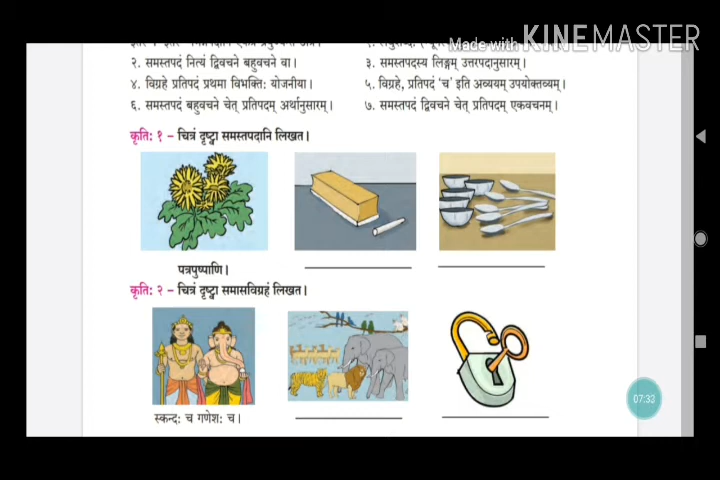 Made with KINEMASTER
२. समस्तपदं नित्यं द्विवचने बहुवचने वा।
३. समस्तपदस्य लिङ्गम् उत्तरपदानुसारम्।
४. विग्रहे प्रतिपदं प्रथमा विभक्तिः योजनीया।
५. विग्रहे, प्रतिपदं 'च' इति अव्ययम् उपयोक्तव्यम्।
६. समस्तपदं बहुवचने चेत् प्रतिपदम् अर्थानुसारम्।
७. समस्तपदं द्विवचने चेत् प्रतिपदम् एकवचनम्।
कृतिः १ – चित्रं दृष्ट्वा समस्तपदानि लिखत।
पत्रपुष्पाणि।
कृतिः २ – चित्रं दृष्ट्वा समासविग्रहं लिखत।
स्कन्दः च गणेशः च।
07:33